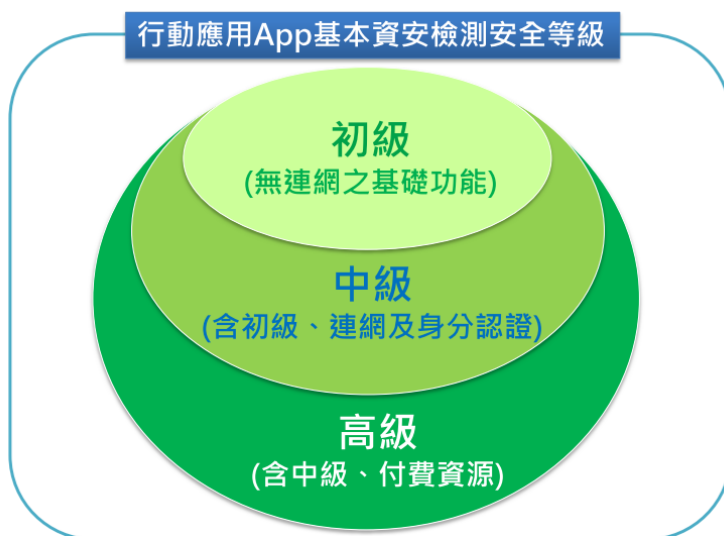 行動應用App基本資安檢測安全等級
初級
(無連網之基礎功能)
中級
(含初級、連網及身分認證)
高級
(含中級、付費資源)